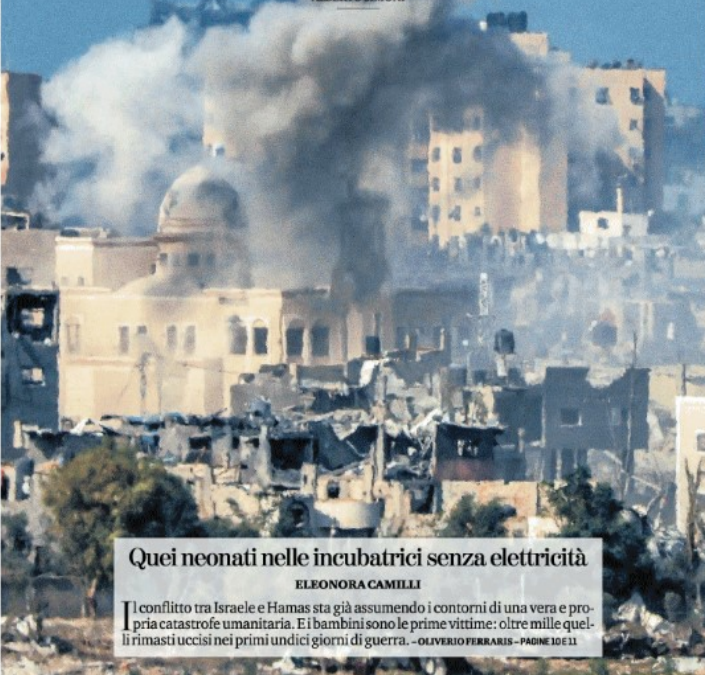 Quei neonati nelle incubatrici senza elettricità
ELEONORA CAMILLI
Il conflitto tra Israele e Hamas sta già assumendo i contorni di una vera e pro-
pria catastrofe umanitaria. E i bambini sono le prime vittime: oltre mille quel-
li rimasti uccisi nei primi undici giorni di guerra. – OLIVERIO FERRARIS – PAGINE 10 E 11